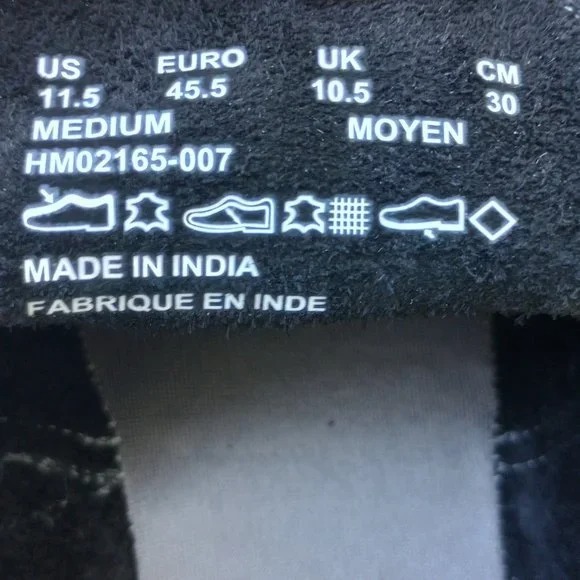 US EURO UK CM
11.5 45.5 10.5 30
MEDIUM MOYEN
HM02165-007
MADE IN INDIA
FABRIQUE EN INDE